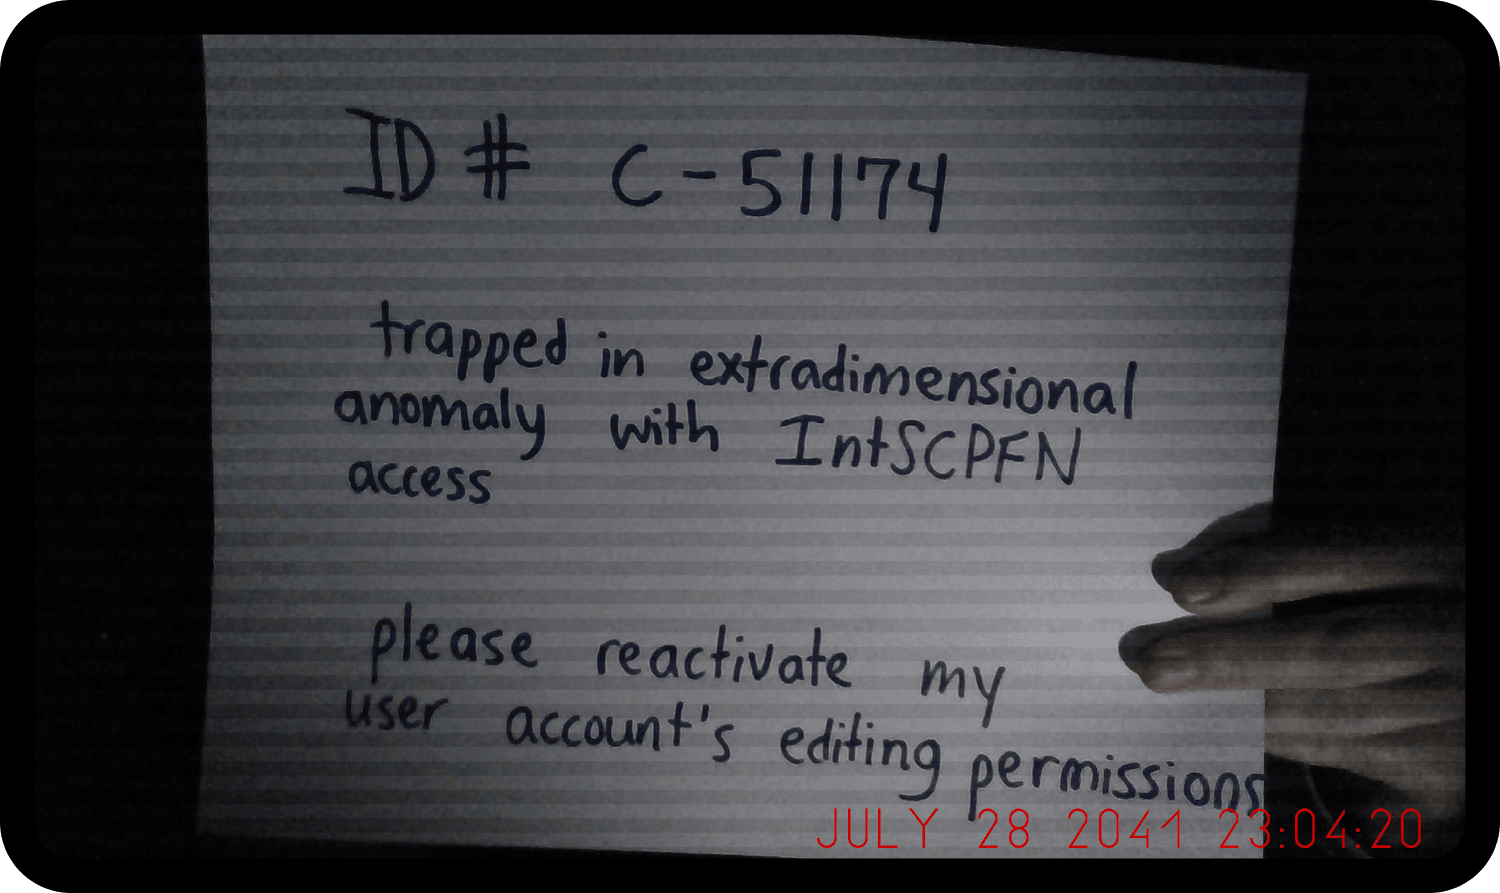 ID # C-51174
trapped in extradimensional
anomaly with IntSCPFN
access
please reactivate my
user account's editing permissions
JULY 28 2041 23:04:20